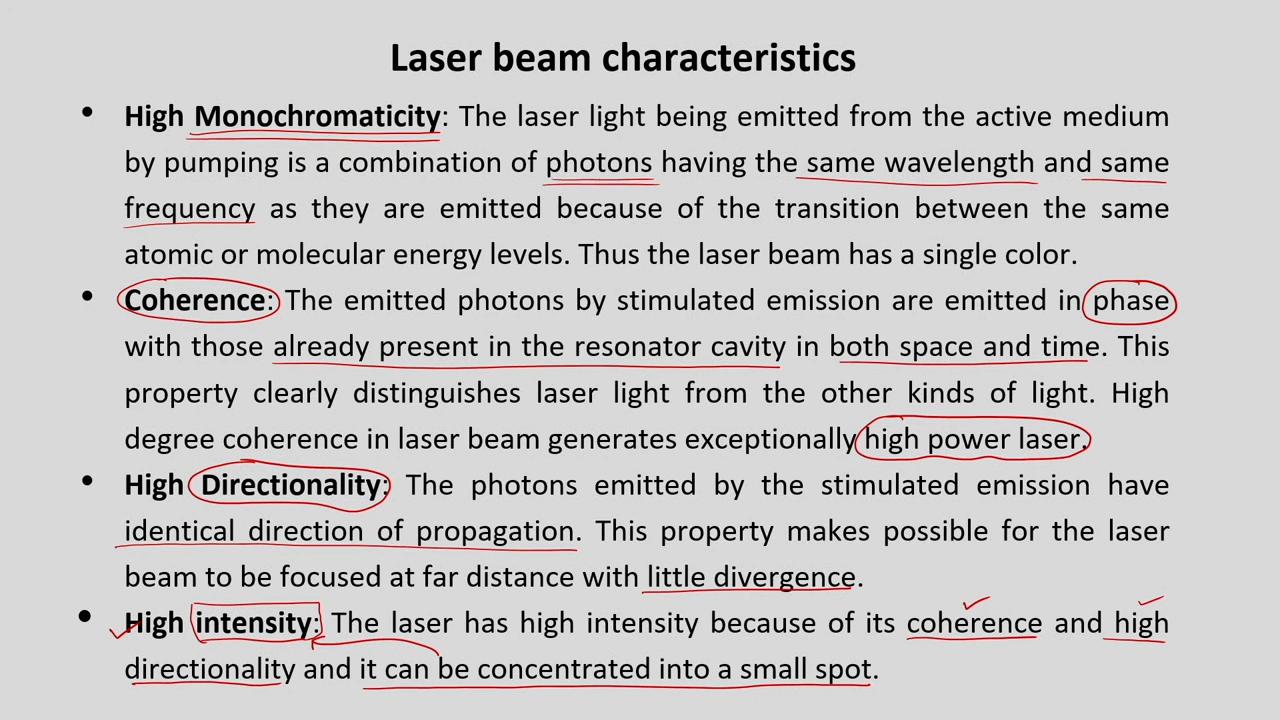 Laser beam characteristics
• High Monochromaticity: The laser light being emitted from the active medium
by pumping is a combination of photons having the same wavelength and same
frequency as they are emitted because of the transition between the same
atomic or molecular energy levels. Thus the laser beam has a single color.
• Coherence: The emitted photons by stimulated emission are emitted in phase
with those already present in the resonator cavity in both space and time. This
property clearly distinguishes laser light from the other kinds of light. High
degree coherence in laser beam generates exceptionally high power laser.
• High Directionality: The photons emitted by the stimulated emission have
identical direction of propagation. This property makes possible for the laser
beam to be focused at far distance with little divergence.
• High intensity: The laser has high intensity because of its coherence and high
directionality and it can be concentrated into a small spot.